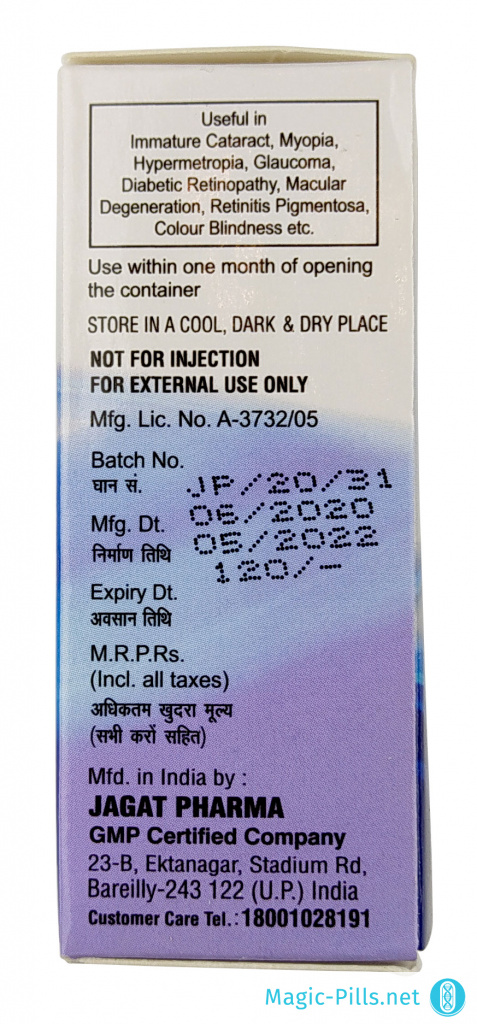 Useful in
Immature Cataract, Myopia,
Hypermetropia, Glaucoma,
Diabetic Retinopathy, Macular
Degeneration, Retinitis Pigmentosa,
Colour Blindness etc.
Use within one month of opening
the container
STORE IN A COOL, DARK & DRY PLACE
NOT FOR INJECTION
FOR EXTERNAL USE ONLY
Mfg. Lic. No. A-3732/05
Batch No.
घान सं.
JP/20/31
Mfg. Dt.
06/2020
निर्माण तिथि
05/2022
120/-
Expiry Dt.
अवसान तिथि
M.R.P.Rs.
(Incl. all taxes)
अधिकतम खुदरा मूल्य
(सभी करों सहित)
Mfd. in India by :
JAGAT PHARMA
GMP Certified Company
23-B, Ektanagar, Stadium Rd,
Bareilly-243 122 (U.P.) India
Customer Care Tel.: 18001028191
Magic-Pills.net